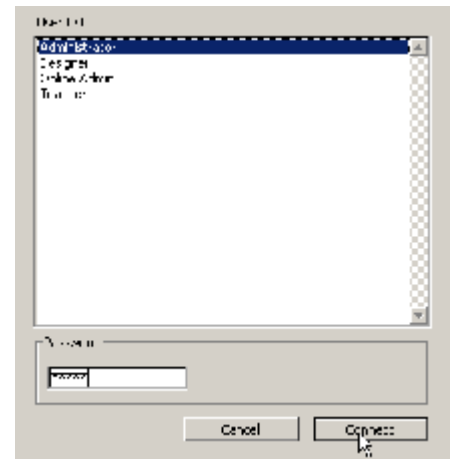 User List
Administrator
Designer
Online Admin
Password
*****
Cancel
Connect